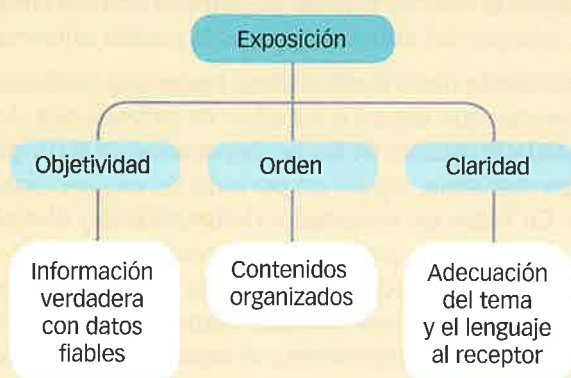 Exposición
Objetividad
Orden
Claridad
Información
verdadera
con datos
fiables
Contenidos
organizados
Adecuación
del tema
y el lenguaje
al receptor